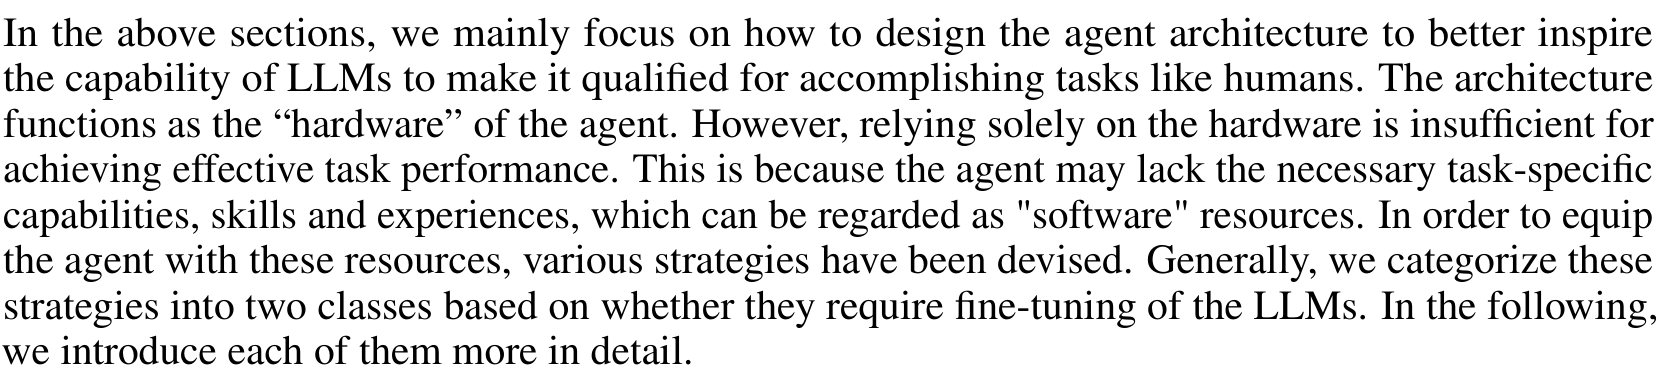 In the above sections, we mainly focus on how to design the agent architecture to better inspire
the capability of LLMs to make it qualified for accomplishing tasks like humans. The architecture
functions as the “hardware” of the agent. However, relying solely on the hardware is insufficient for
achieving effective task performance. This is because the agent may lack the necessary task-specific
capabilities, skills and experiences, which can be regarded as "software" resources. In order to equip
the agent with these resources, various strategies have been devised. Generally, we categorize these
strategies into two classes based on whether they require fine-tuning of the LLMs. In the following,
we introduce each of them more in detail.